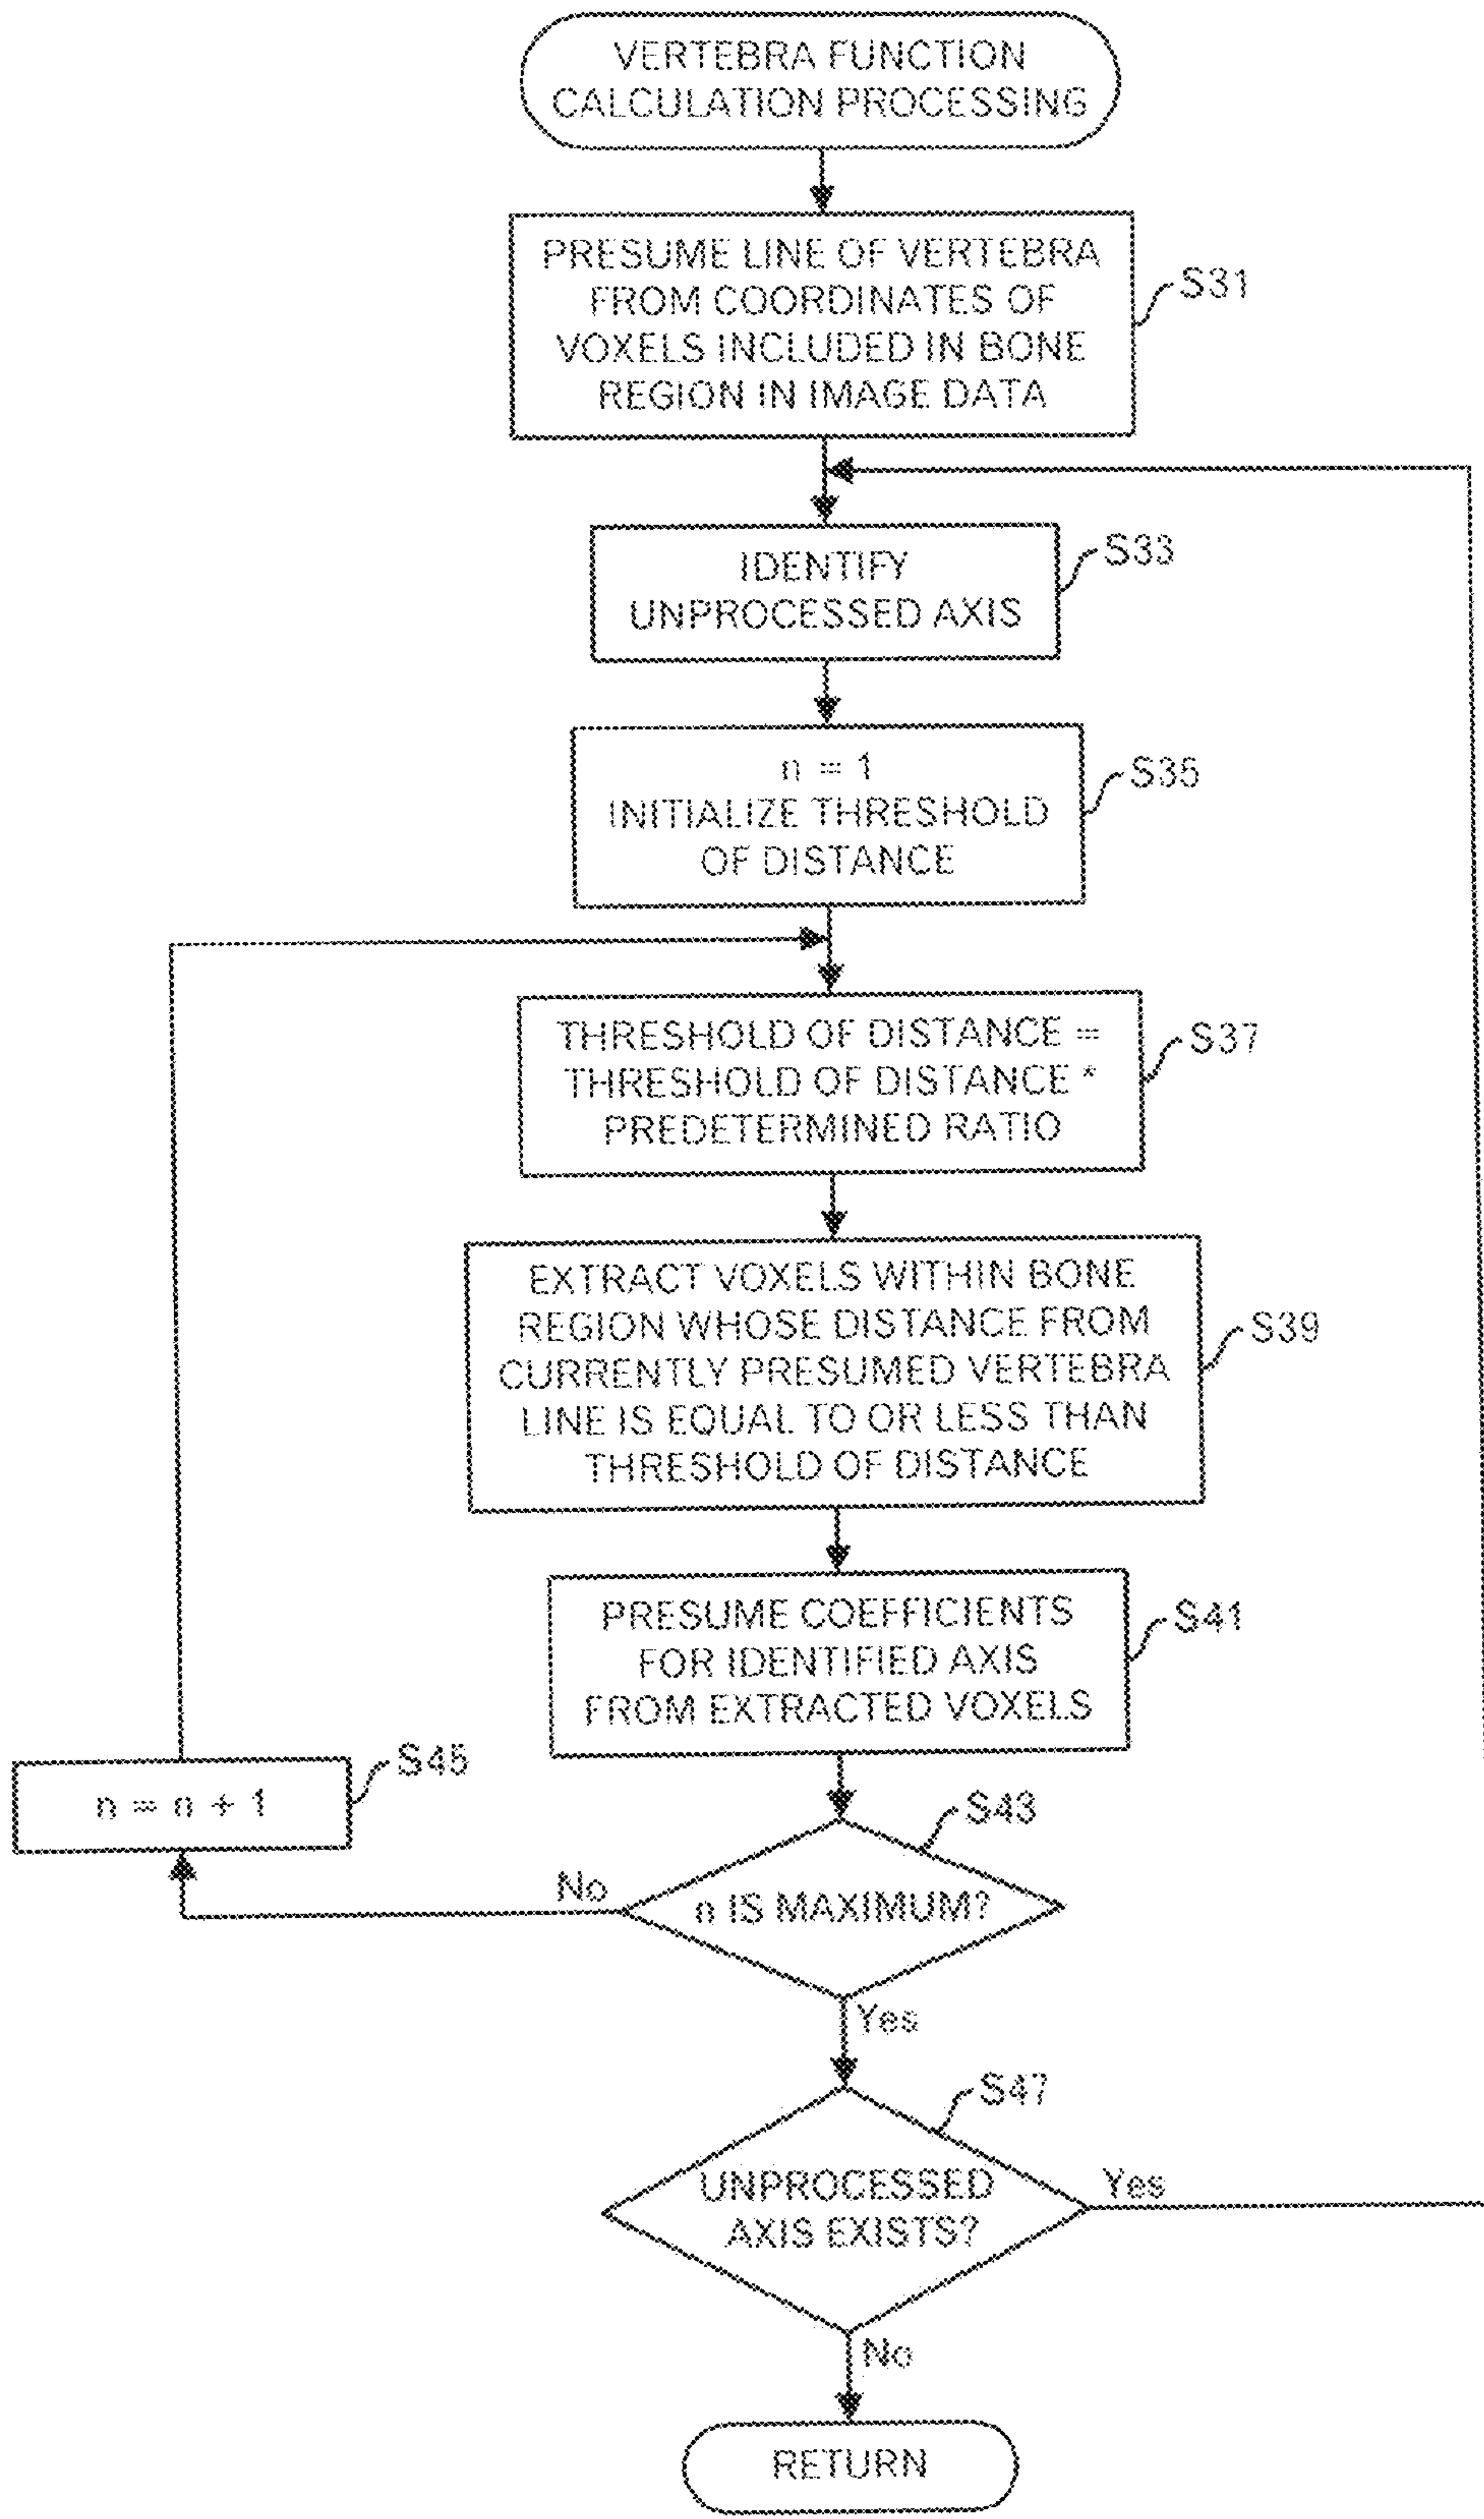 VERTEBRA FUNCTION
CALCULATION PROCESSING
PRESUME LINE OF VERTEBRA
FROM COORDINATES OF
VOXELS INCLUDED IN BONE
REGION IN IMAGE DATA
S31
IDENTIFY
UNPROCESSED AXIS
S33
n = 1
INITIALIZE THRESHOLD
OF DISTANCE
S35
THRESHOLD OF DISTANCE =
THRESHOLD OF DISTANCE *
PREDETERMINED RATIO
S37
EXTRACT VOXELS WITHIN BONE
REGION WHOSE DISTANCE FROM
CURRENTLY PRESUMED VERTEBRA
LINE IS EQUAL TO OR LESS THAN
THRESHOLD OF DISTANCE
S39
PRESUME COEFFICIENTS
FOR IDENTIFIED AXIS
FROM EXTRACTED VOXELS
S41
n = n + 1
S45
n IS MAXIMUM?
S43
No
Yes
UNPROCESSED
AXIS EXISTS?
S47
Yes
No
RETURN